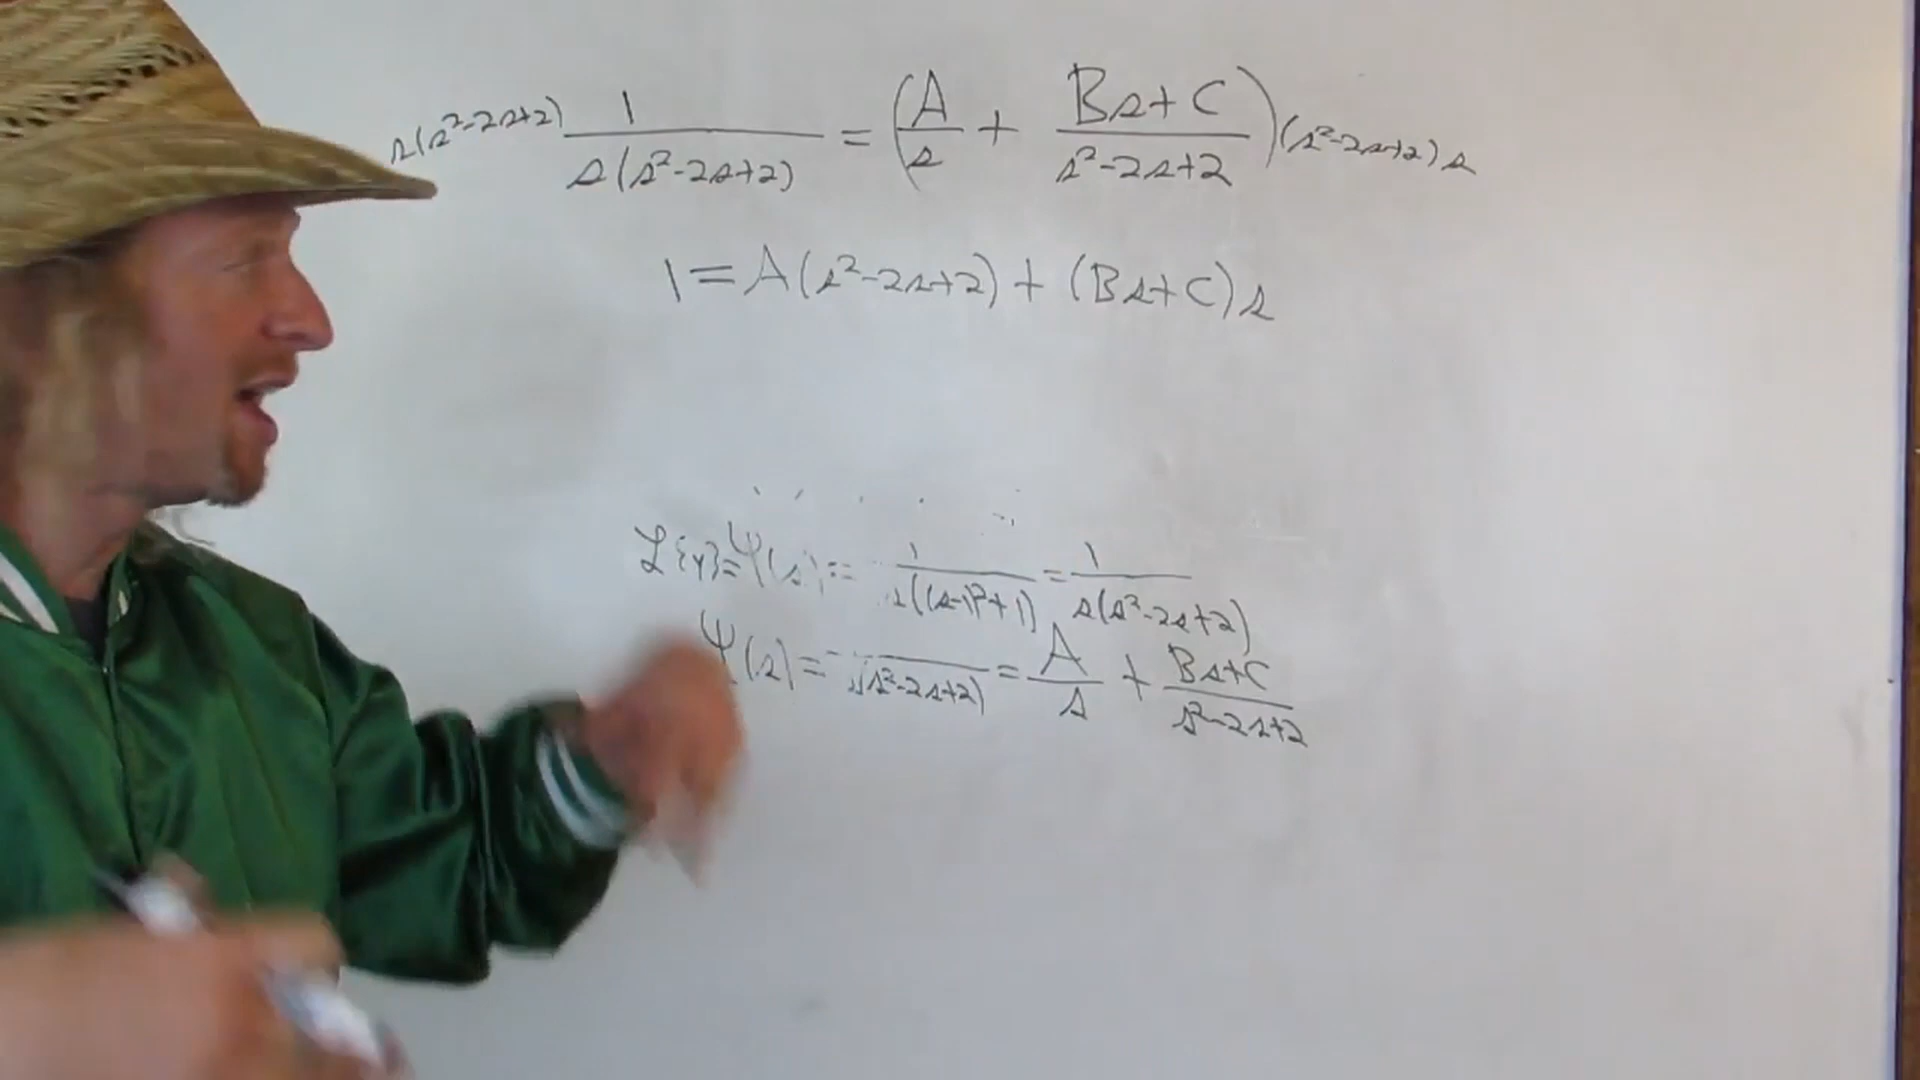 s(s²-2s+2) 1/(s(s²-2s+2)) = (A/s + (Bs+C)/(s²-2s+2))(s²-2s+2)s
1 = A(s²-2s+2) + (Bs+C)s
ℒ{y} = Ψ(s) = 1/(s((s-1)²+1)) = 1/(s(s²-2s+2))
Ψ(s) = /(s(s²-2s+2)) = A/s + (Bs+C)/(s²-2s+2)